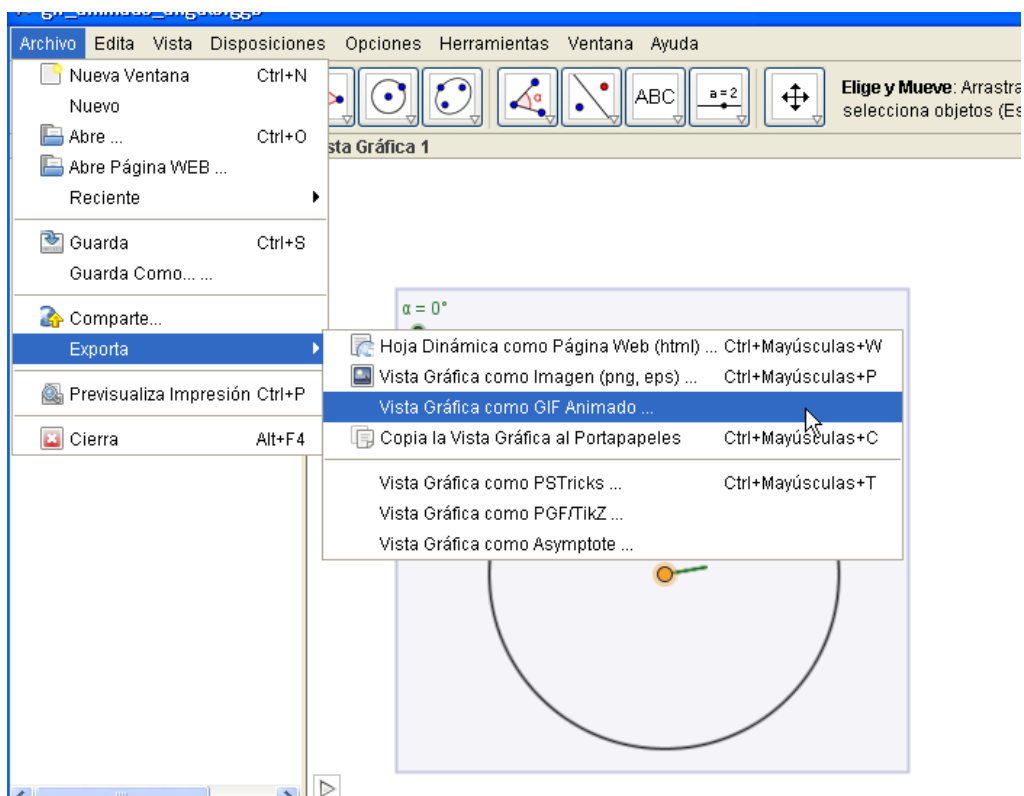 gif_animado_angulo.ggb
Archivo Edita Vista Disposiciones Opciones Herramientas Ventana Ayuda
Nueva Ventana Ctrl+N
Nuevo
Abre ... Ctrl+O
Abre Página WEB ...
Reciente
Guarda Ctrl+S
Guarda Como... ...
Comparte...
Exporta
Previsualiza Impresión Ctrl+P
Cierra Alt+F4
α
ABC
a=2
Elige y Mueve: Arrastra
selecciona objetos (Es
sta Gráfica 1
α = 0°
Hoja Dinámica como Página Web (html) ... Ctrl+Mayúsculas+W
Vista Gráfica como Imagen (png, eps) ... Ctrl+Mayúsculas+P
Vista Gráfica como GIF Animado ...
Copia la Vista Gráfica al Portapapeles Ctrl+Mayúsculas+C
Vista Gráfica como PSTricks ... Ctrl+Mayúsculas+T
Vista Gráfica como PGF/TikZ ...
Vista Gráfica como Asymptote ...